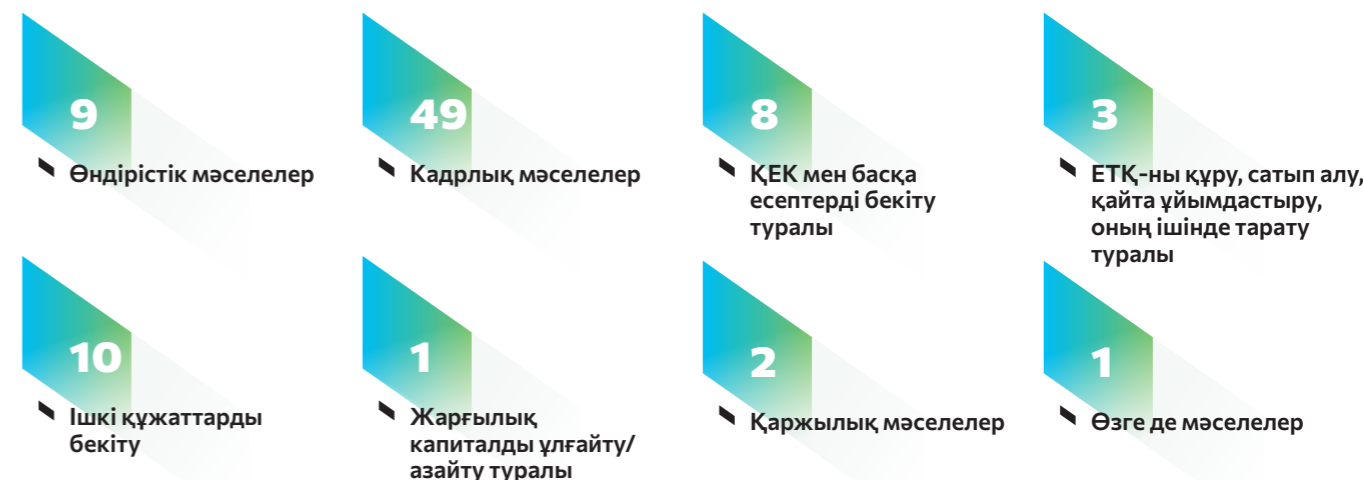 9
Өндірістік мәселелер
49
Кадрлық мәселелер
8
ҚЕК мен басқа
есептерді бекіту
туралы
3
ЕТҚ-ны құру, сатып алу,
қайта ұйымдастыру,
оның ішінде тарату
туралы
10
Ішкі құжаттарды
бекіту
1
Жарғылық
капиталды ұлғайту/
азайту туралы
2
Қаржылық мәселелер
1
Өзге де мәселелер